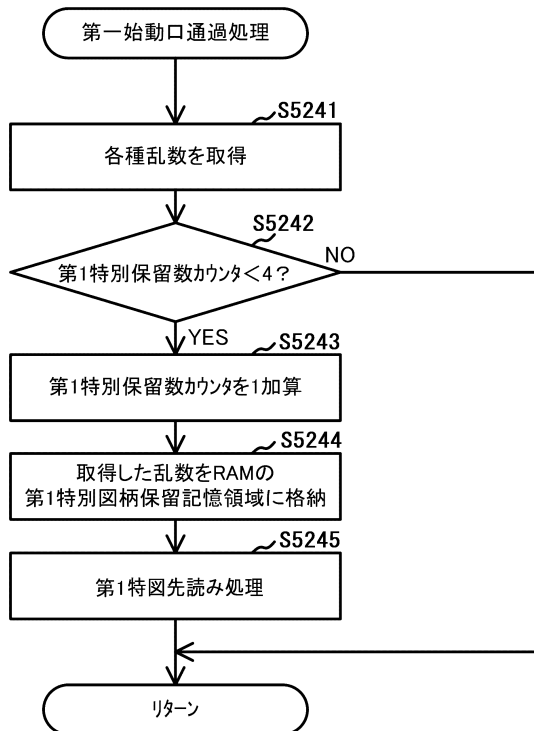 第一始動口通過処理
S5241
各種乱数を取得
S5242
第1特別保留数カウンタ<4?
NO
YES
S5243
第1特別保留数カウンタを1加算
S5244
取得した乱数をRAMの
第1特別図柄保留記憶領域に格納
S5245
第1特図先読み処理
リターン